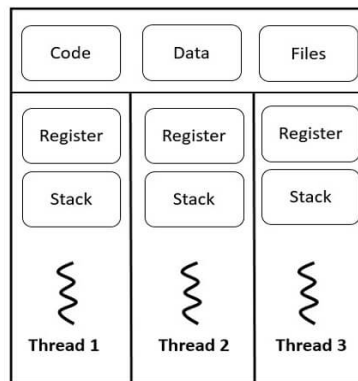 Code Data Files
Register Register Register
Stack Stack Stack
Thread 1 Thread 2 Thread 3